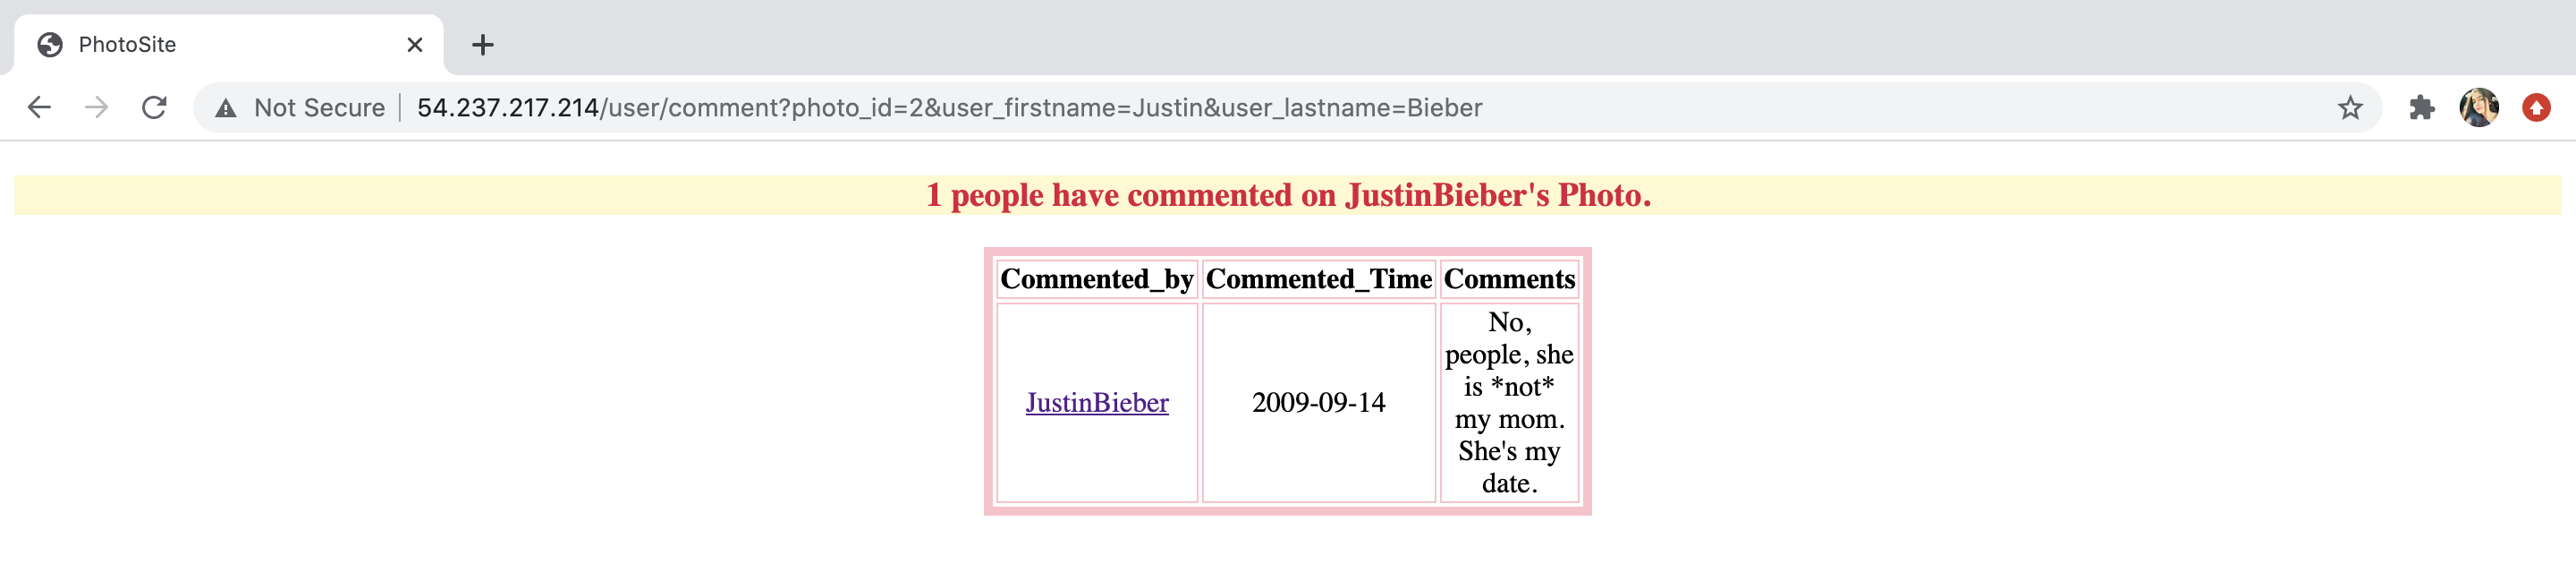 PhotoSite
Not Secure 54.237.217.214/user/comment?photo_id=2&user_firstname=Justin&user_lastname=Bieber
1 people have commented on JustinBieber's Photo.
Commented_by Commented_Time Comments
JustinBieber 2009-09-14
No,
people, she
is *not*
my mom.
She's my
date.